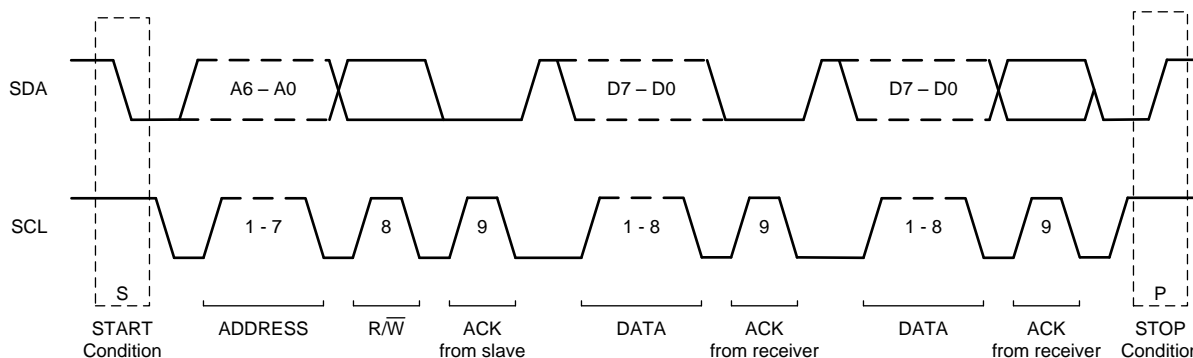 SDA
A6 – A0
D7 – D0
D7 – D0
SCL
1 - 7
8
9
1 - 8
9
1 - 8
9
S
P
START
Condition
ADDRESS
R/W̅
ACK
from slave
DATA
ACK
from receiver
DATA
ACK
from receiver
STOP
Condition